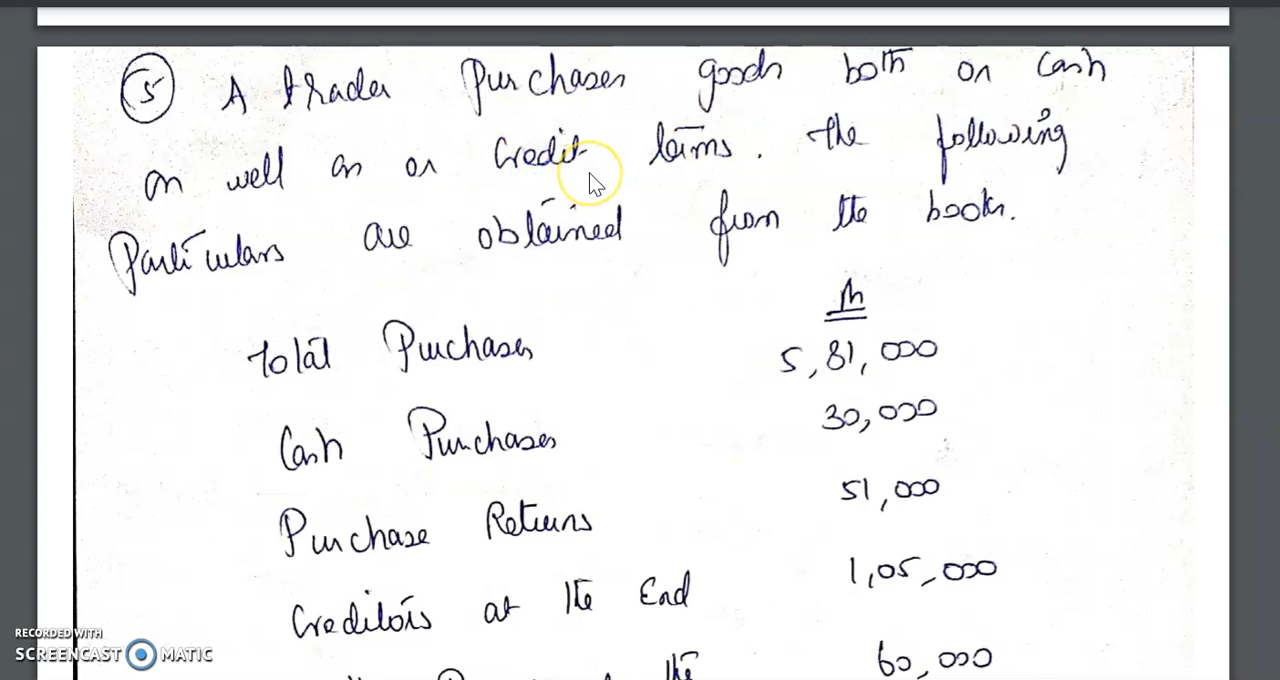 5 A trader Purchases goods both on cash
as well as on Credit terms. The following
Particulars are obtained from the books.
Rs
Total Purchases 5,81,000
Cash Purchases 30,000
Purchase Returns 51,000
Creditors at the End 1,05,000
the 60,000
RECORDED WITH
SCREENCAST MATIC